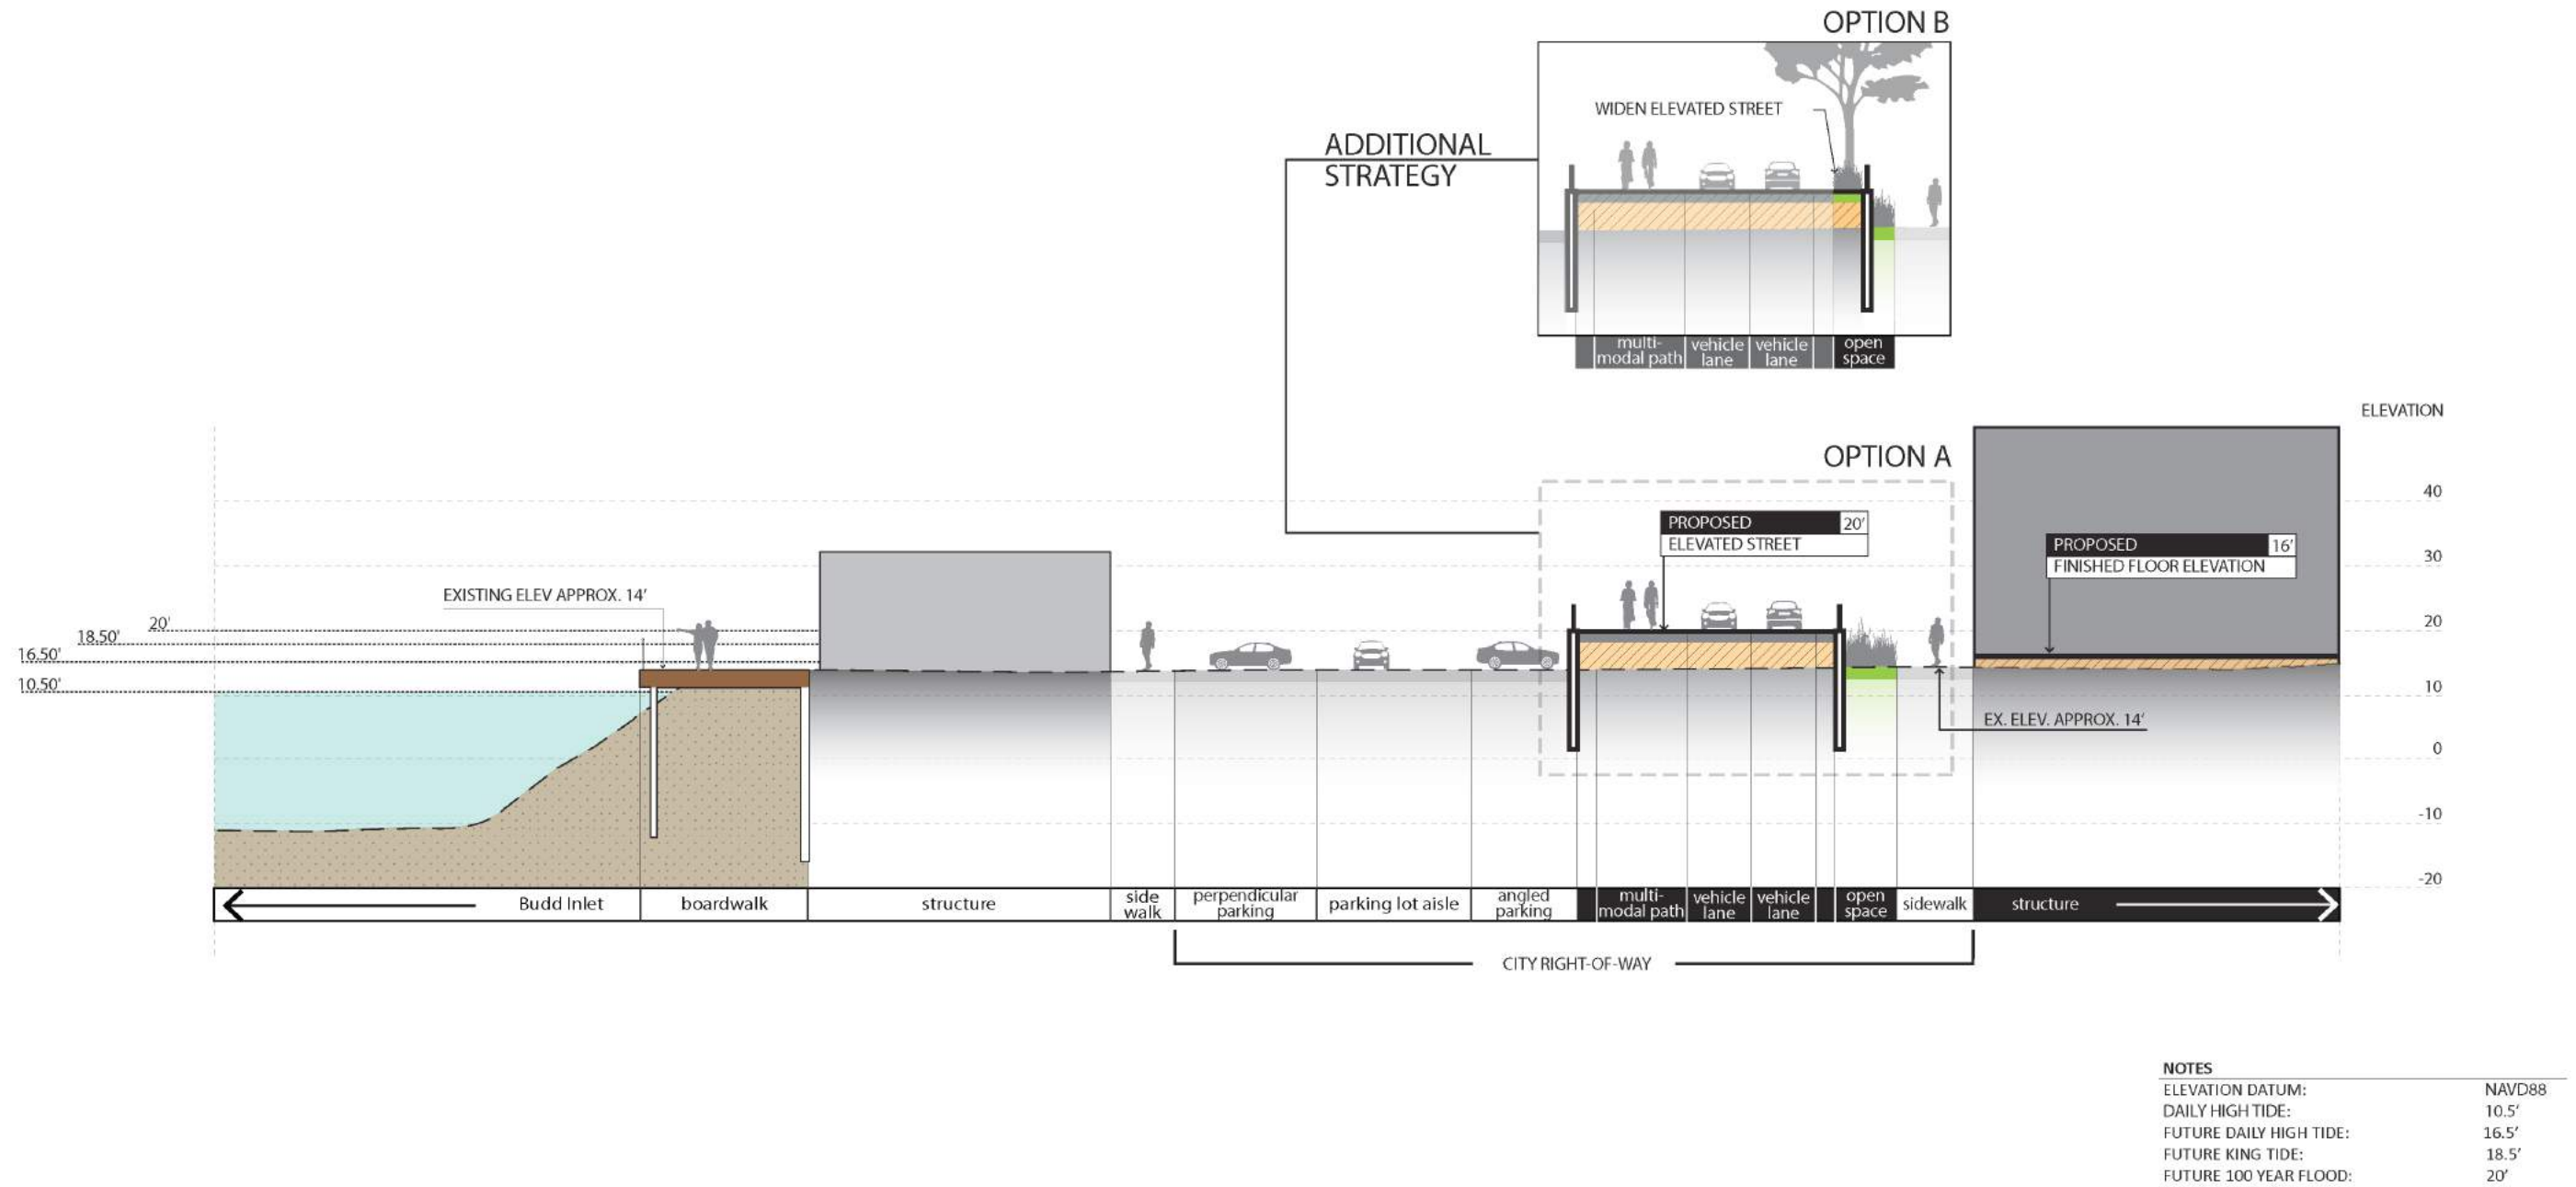 OPTION B
WIDEN ELEVATED STREET
ADDITIONAL
STRATEGY
multi-
modal path
vehicle
lane
vehicle
lane
open
space
ELEVATION
OPTION A
40
PROPOSED 20'
ELEVATED STREET
PROPOSED 16'
FINISHED FLOOR ELEVATION
30
EXISTING ELEV APPROX. 14'
20'
18.50'
16.50'
10.50'
20
10
EX. ELEV. APPROX. 14'
0
-10
-20
Budd Inlet
boardwalk
structure
side
walk
perpendicular
parking
parking lot aisle
angled
parking
multi-
modal path
vehicle
lane
vehicle
lane
open
space
sidewalk
structure
CITY RIGHT-OF-WAY
NOTES
ELEVATION DATUM: NAVD88
DAILY HIGH TIDE: 10.5'
FUTURE DAILY HIGH TIDE: 16.5'
FUTURE KING TIDE: 18.5'
FUTURE 100 YEAR FLOOD: 20'